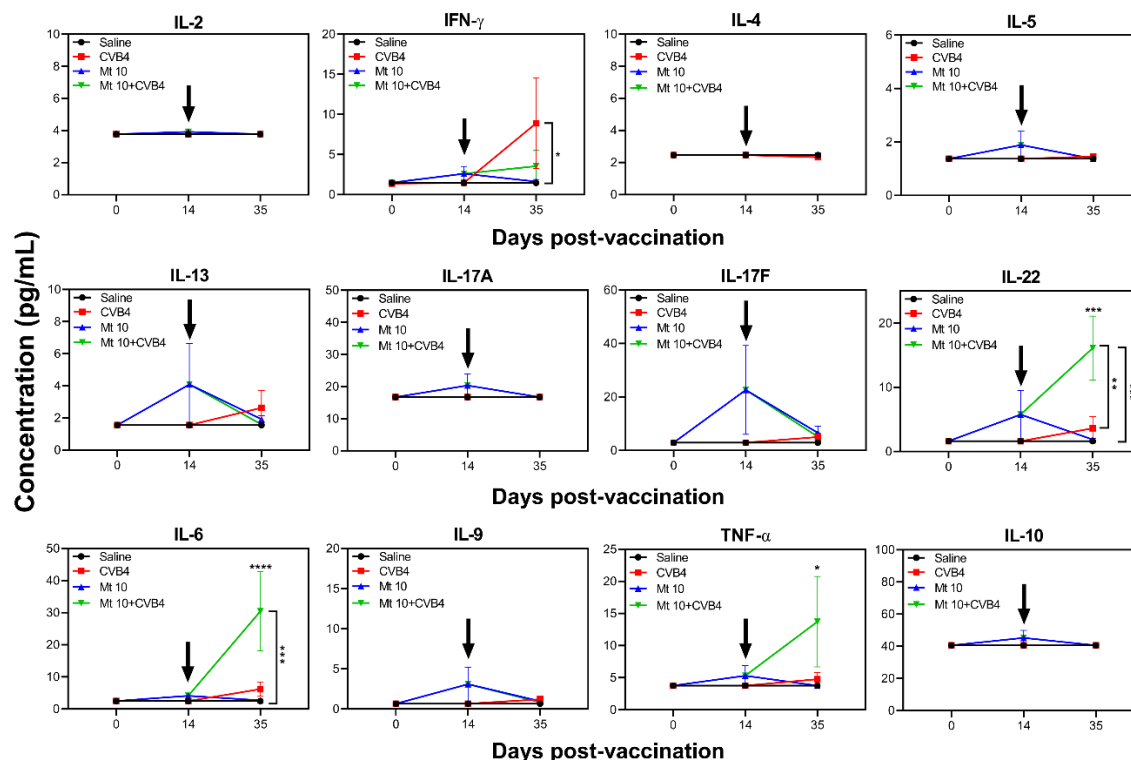 IL-2
10
8
6
4
2
0
Saline
CVB4
Mt 10
Mt 10+CVB4
0 14 35
IFN-γ
20
15
10
5
0
Saline
CVB4
Mt 10
Mt 10+CVB4
*
0 14 35
IL-4
10
8
6
4
2
0
Saline
CVB4
Mt 10
Mt 10+CVB4
0 14 35
IL-5
6
4
2
0
Saline
CVB4
Mt 10
Mt 10+CVB4
0 14 35
Days post-vaccination
Concentration (pg/mL)
IL-13
10
8
6
4
2
0
Saline
CVB4
Mt 10
Mt 10+CVB4
0 14 35
IL-17A
50
40
30
20
10
0
Saline
CVB4
Mt 10
Mt 10+CVB4
0 14 35
IL-17F
60
40
20
0
Saline
CVB4
Mt 10
Mt 10+CVB4
0 14 35
IL-22
20
10
0
Saline
CVB4
Mt 10
Mt 10+CVB4
***
**
***
0 14 35
Days post-vaccination
IL-6
50
40
30
20
10
0
Saline
CVB4
Mt 10
Mt 10+CVB4
****
***
0 14 35
IL-9
15
10
5
0
Saline
CVB4
Mt 10
Mt 10+CVB4
0 14 35
TNF-α
25
20
15
10
5
0
Saline
CVB4
Mt 10
Mt 10+CVB4
*
0 14 35
IL-10
100
80
60
40
20
0
Saline
CVB4
Mt 10
Mt 10+CVB4
0 14 35
Days post-vaccination